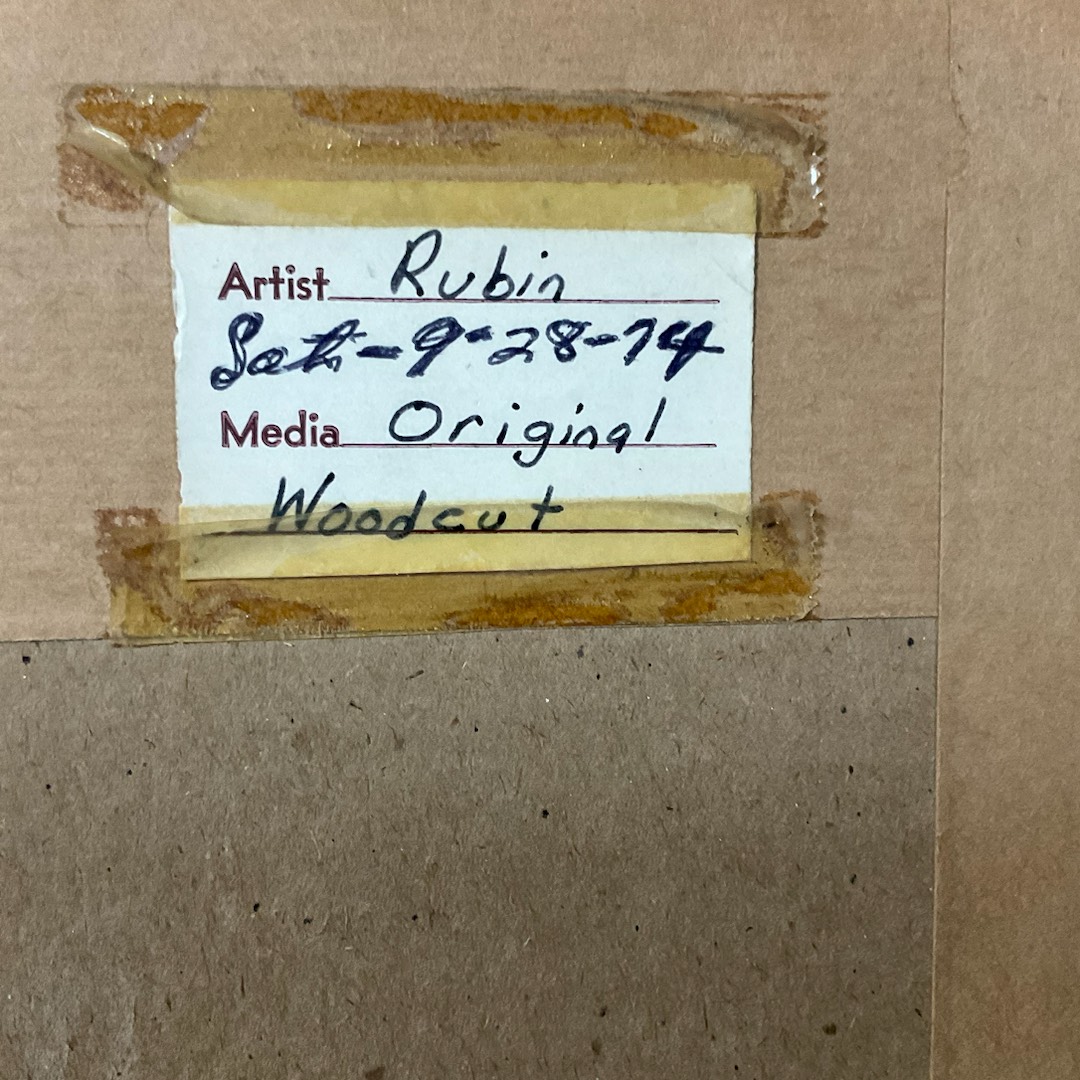 Artist Rubin
Sat-9-28-74
Media Original
Woodcut